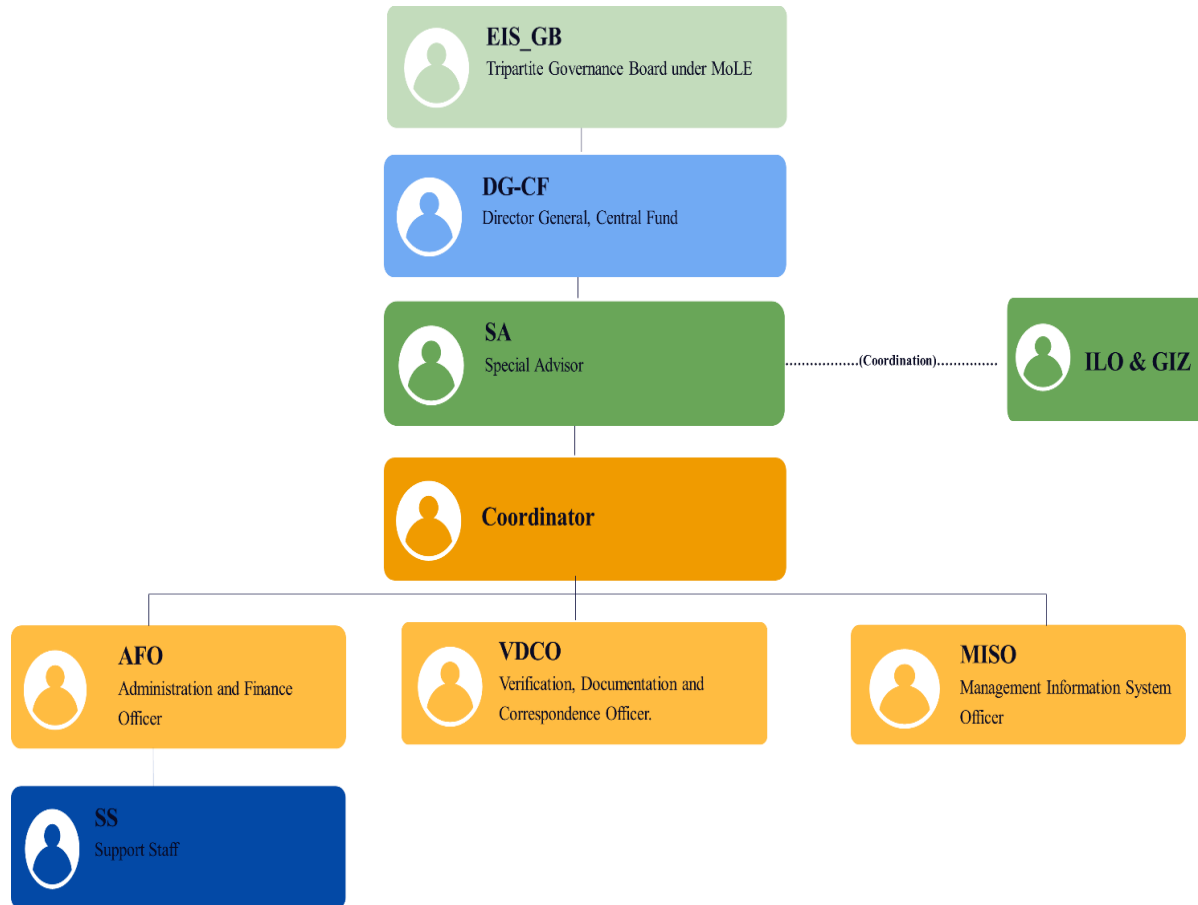 EIS_GB
Tripartite Governance Board under MoLE
DG-CF
Director General, Central Fund
SA
Special Advisor
(Coordination)
ILO & GIZ
Coordinator
AFO
Administration and Finance
Officer
VDCO
Verification, Documentation and
Correspondence Officer.
MISO
Management Information System
Officer
SS
Support Staff